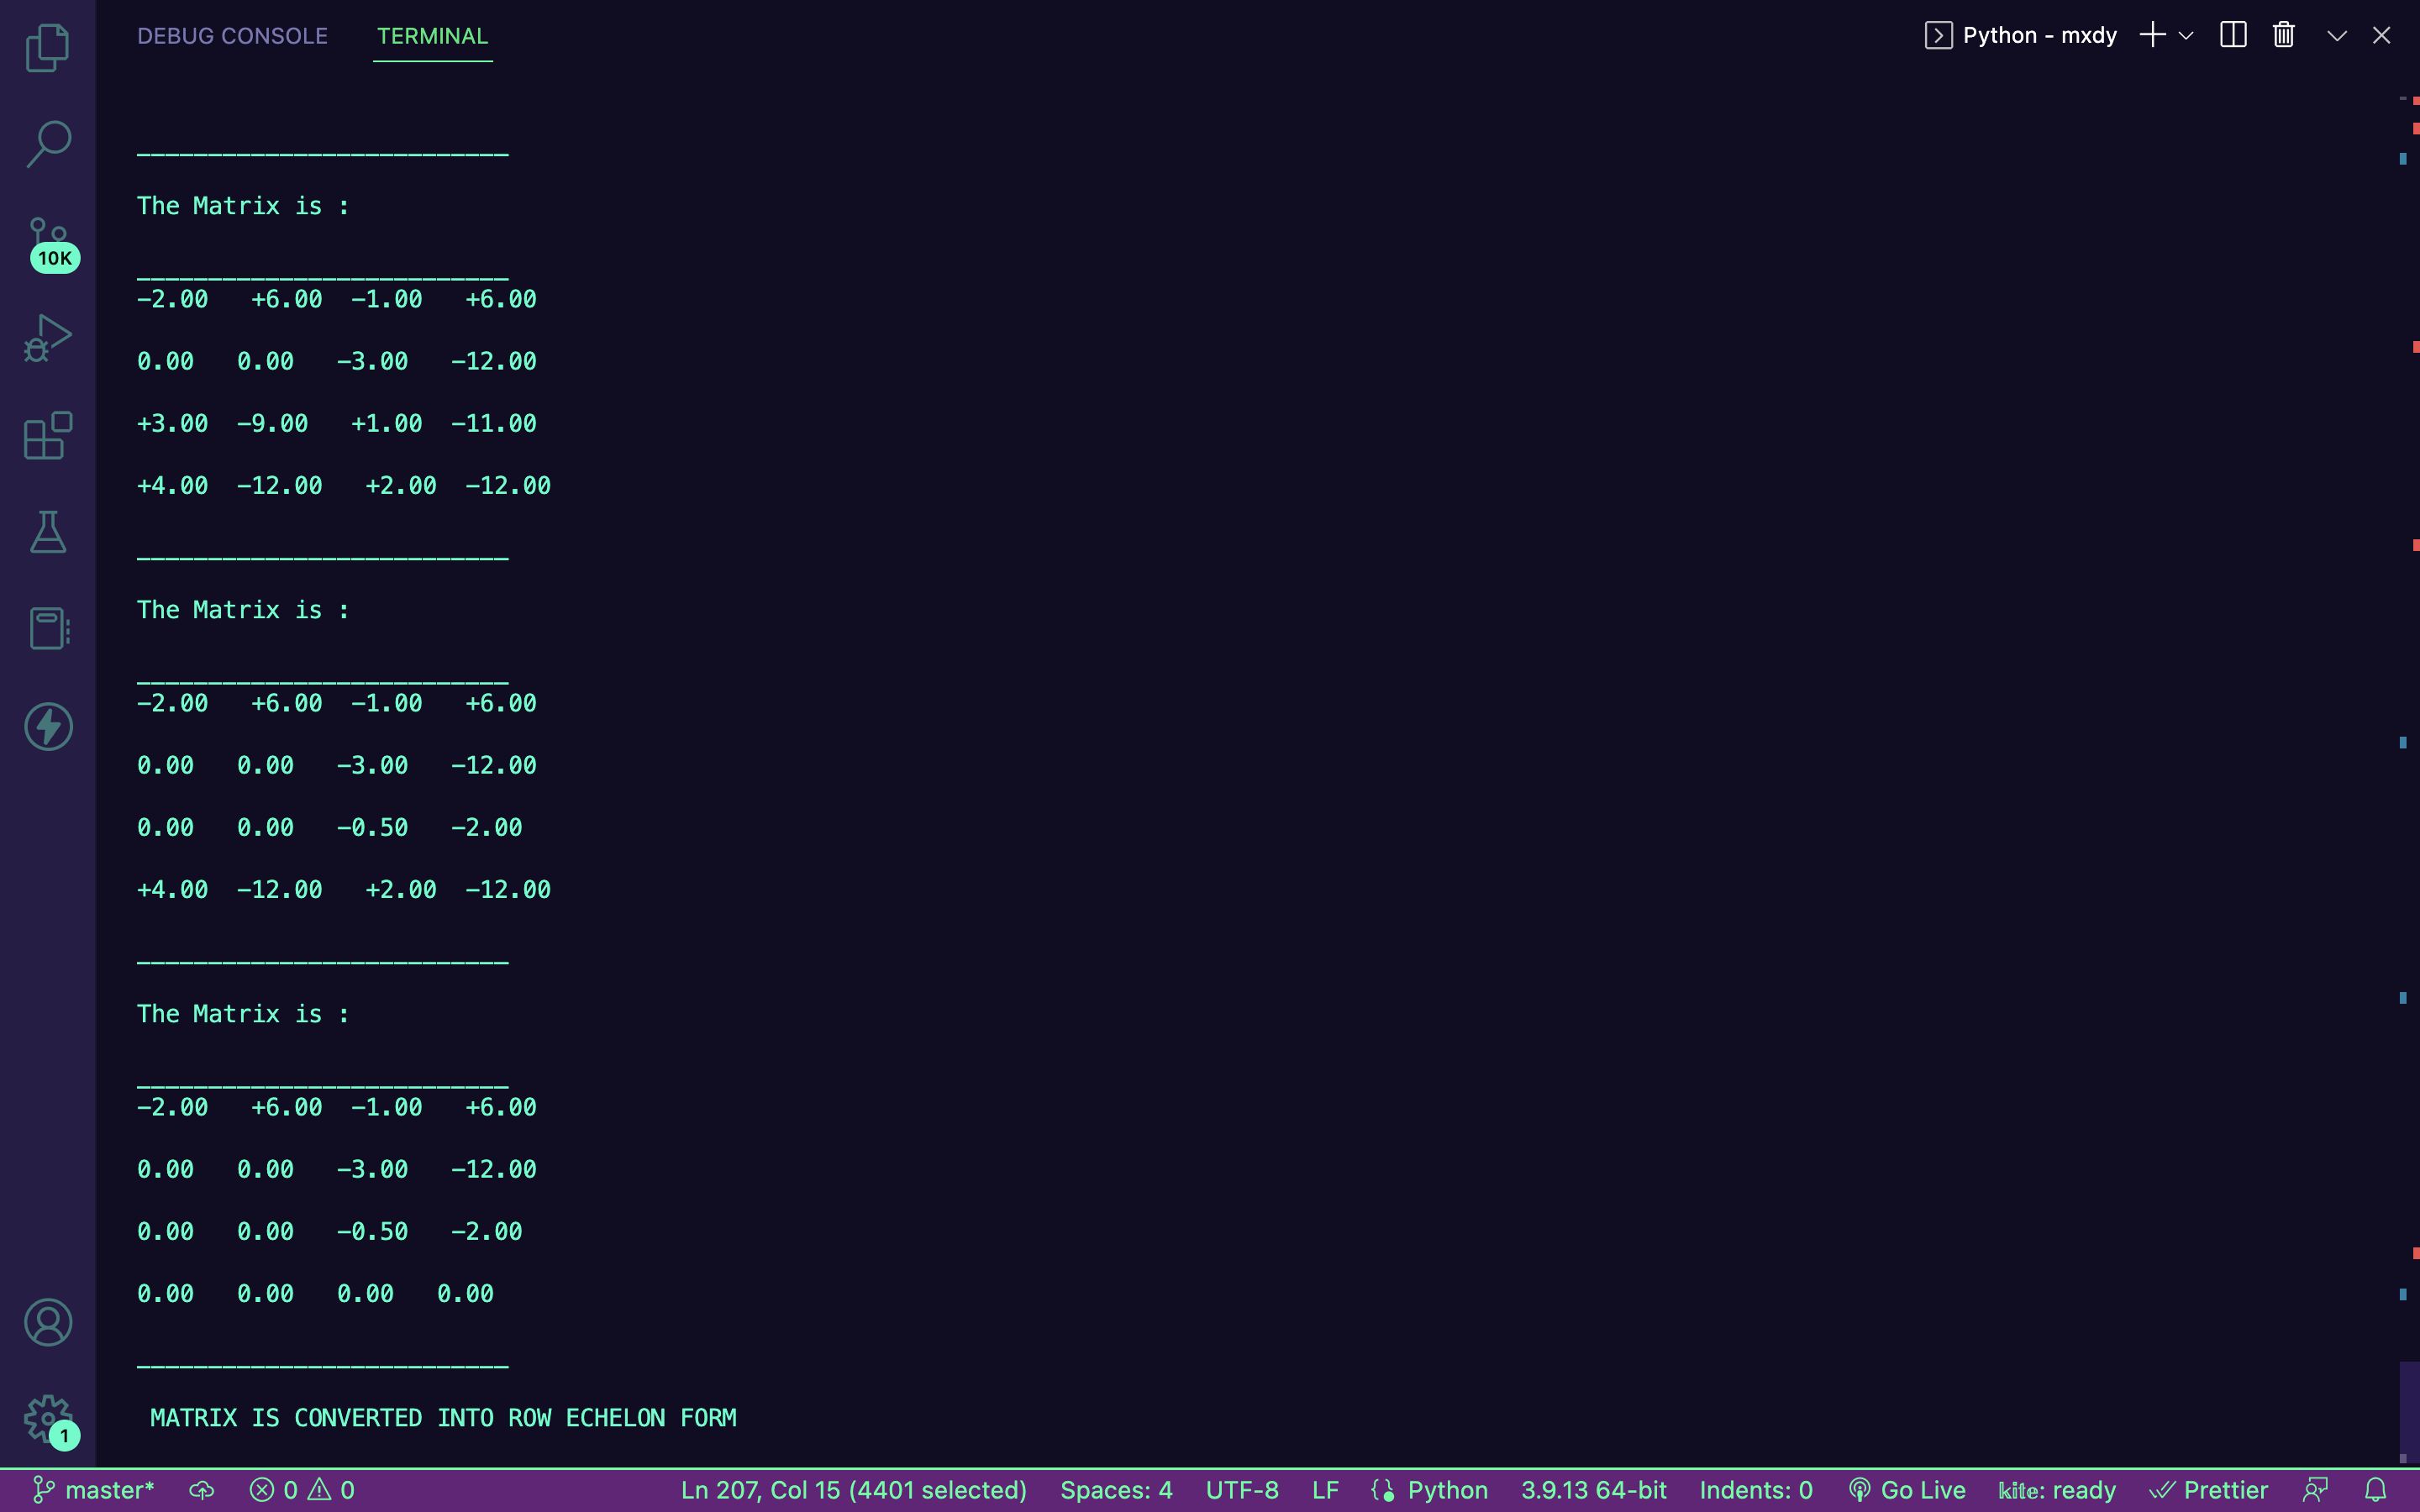 DEBUG CONSOLE TERMINAL Python - mxdy
__________________________
The Matrix is :
__________________________
-2.00   +6.00  -1.00   +6.00
0.00   0.00   -3.00   -12.00
+3.00  -9.00   +1.00  -11.00
+4.00  -12.00   +2.00  -12.00
__________________________
The Matrix is :
__________________________
-2.00   +6.00  -1.00   +6.00
0.00   0.00   -3.00   -12.00
0.00   0.00   -0.50   -2.00
+4.00  -12.00   +2.00  -12.00
__________________________
The Matrix is :
__________________________
-2.00   +6.00  -1.00   +6.00
0.00   0.00   -3.00   -12.00
0.00   0.00   -0.50   -2.00
0.00   0.00   0.00   0.00
__________________________
MATRIX IS CONVERTED INTO ROW ECHELON FORM
10K
1
master* 0 0 Ln 207, Col 15 (4401 selected) Spaces: 4 UTF-8 LF Python 3.9.13 64-bit Indents: 0 Go Live kite: ready Prettier